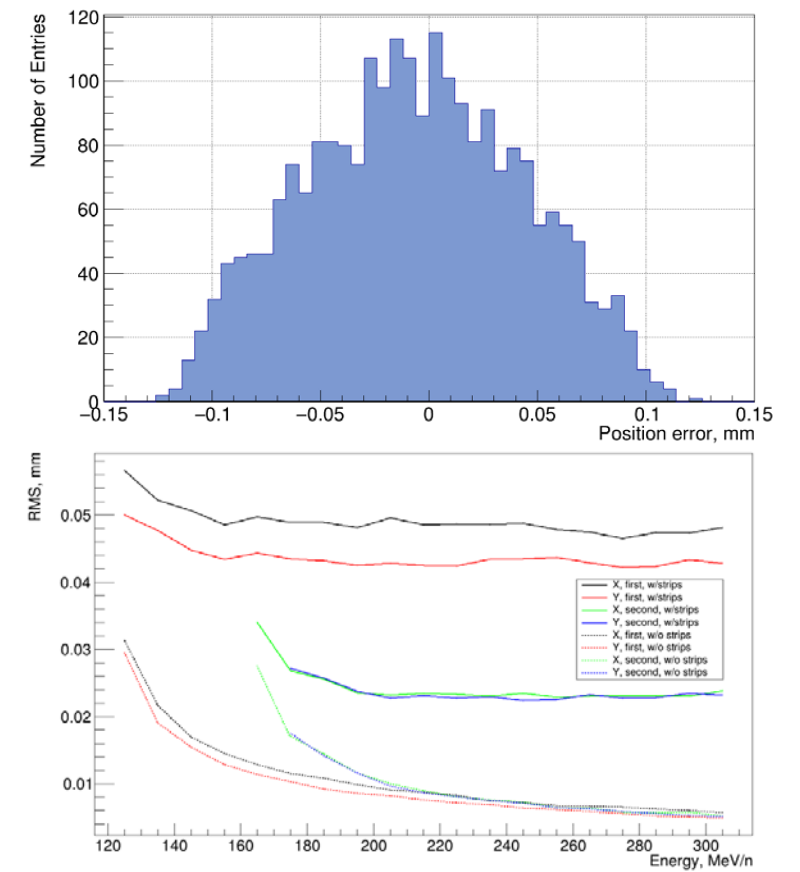 Number of Entries
120
100
80
60
40
20
0
−0.15 −0.1 −0.05 0 0.05 0.1 0.15
Position error, mm
RMS, mm
0.05
0.04
0.03
0.02
0.01
X, first, w/strips
Y, first, w/strips
X, second, w/strips
Y, second, w/strips
X, first, w/o strips
Y, first, w/o strips
X, second, w/o strips
Y, second, w/o strips
120 140 160 180 200 220 240 260 280 300
Energy, MeV/n